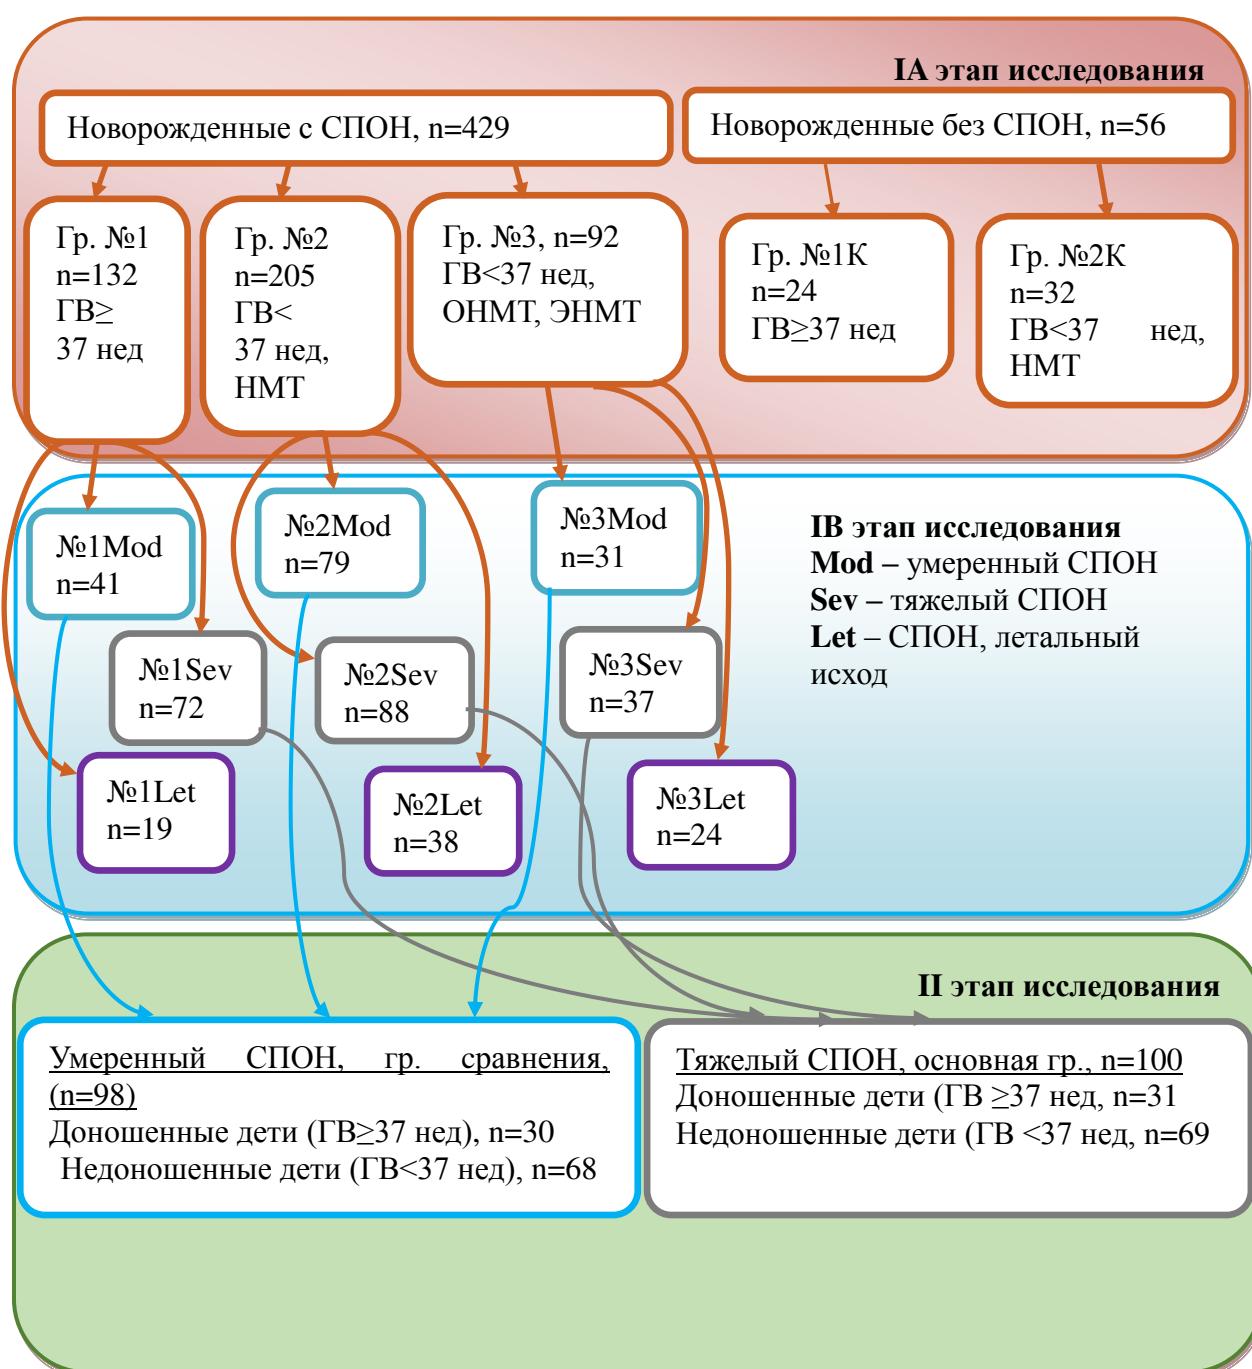 IA этап исследования
Новорожденные с СПОН, n=429
Новорожденные без СПОН, n=56
Гр. №1
n=132
ГВ≥
37 нед
Гр. №2
n=205
ГВ<
37 нед,
НМТ
Гр. №3, n=92
ГВ<37 нед,
ОНМТ, ЭНМТ
Гр. №1К
n=24
ГВ≥37 нед
Гр. №2К
n=32
ГВ<37 нед,
НМТ
№1Mod
n=41
№2Mod
n=79
№3Mod
n=31
IB этап исследования
Mod – умеренный СПОН
Sev – тяжелый СПОН
Let – СПОН, летальный
исход
№1Sev
n=72
№2Sev
n=88
№3Sev
n=37
№1Let
n=19
№2Let
n=38
№3Let
n=24
II этап исследования
Умеренный СПОН, гр. сравнения,
(n=98)
Доношенные дети (ГВ≥37 нед), n=30
Недоношенные дети (ГВ<37 нед), n=68
Тяжелый СПОН, основная гр., n=100
Доношенные дети (ГВ ≥37 нед, n=31
Недоношенные дети (ГВ <37 нед, n=69